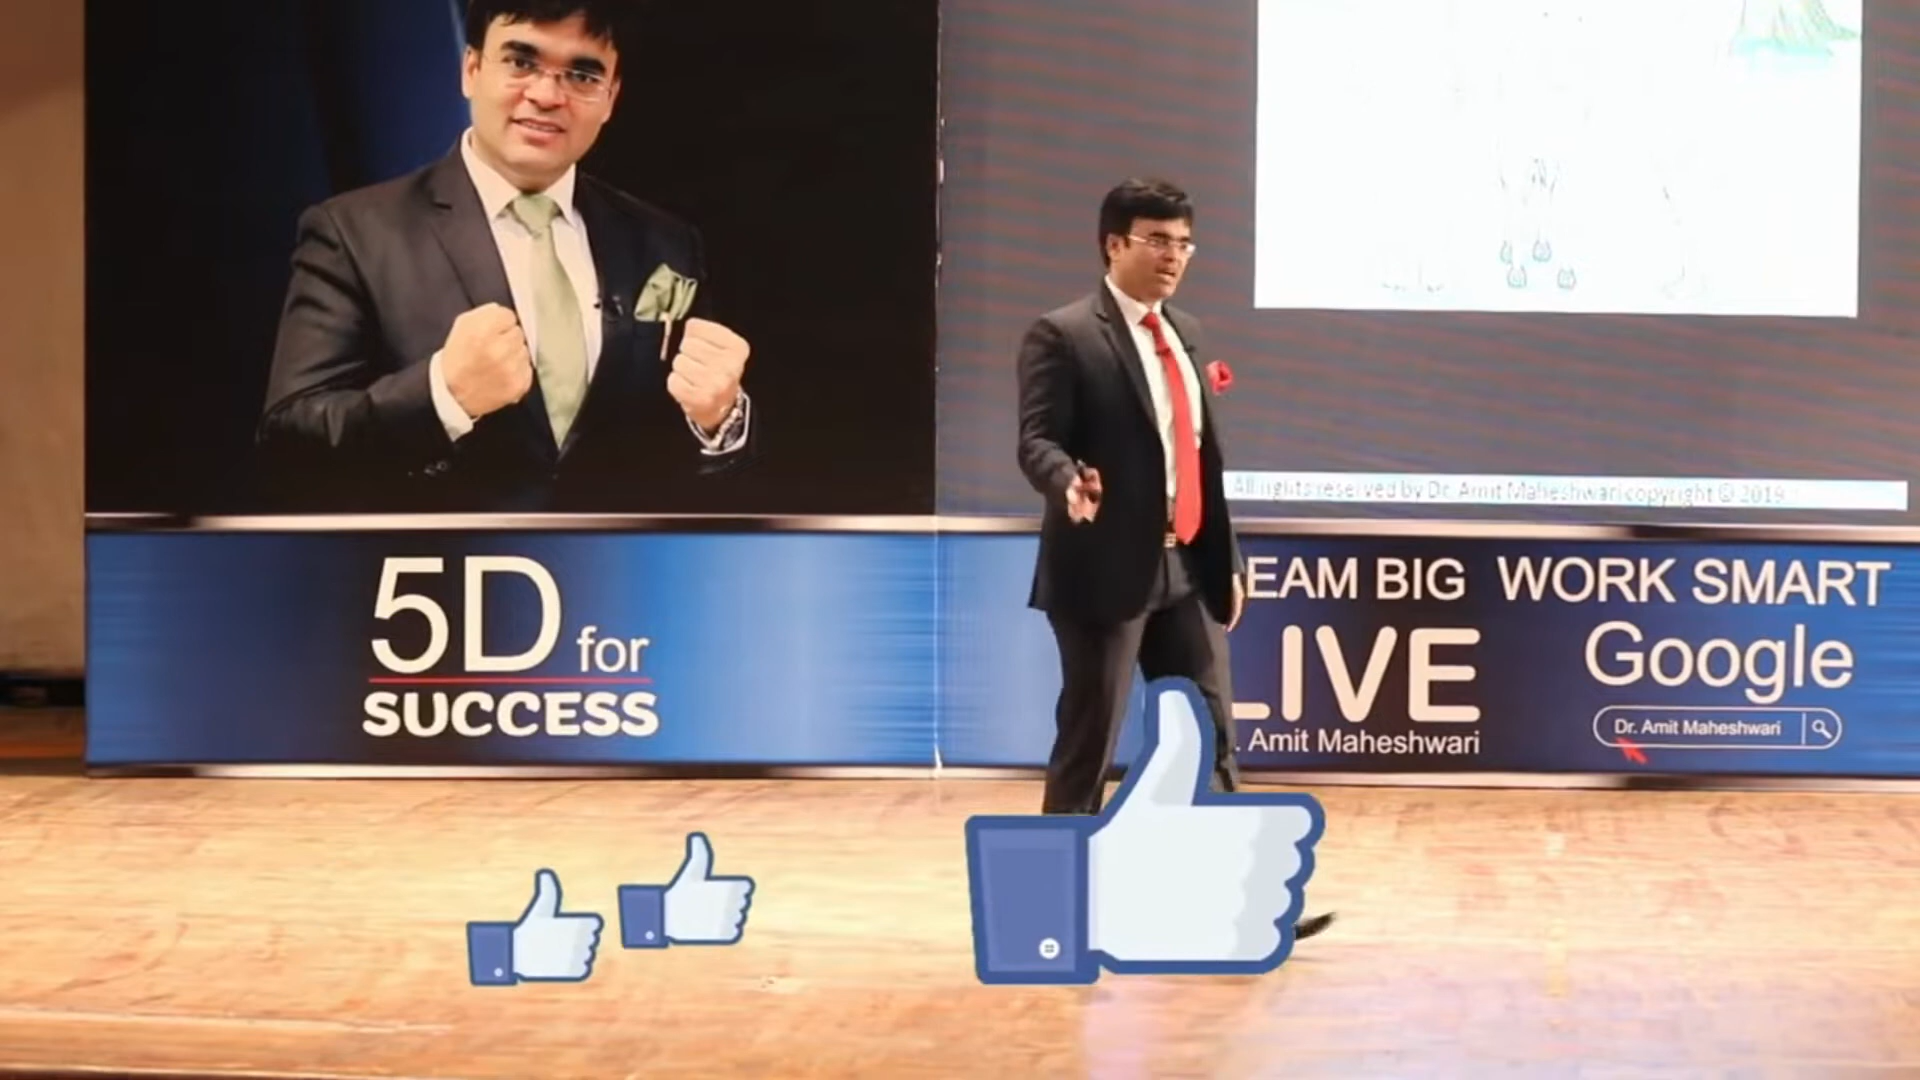 5D for
SUCCESS
All rights reserved by Dr. Amit Maheshwari copyright © 2019
EAM BIG WORK SMART
LIVE
. Amit Maheshwari
Google
Dr. Amit Maheshwari